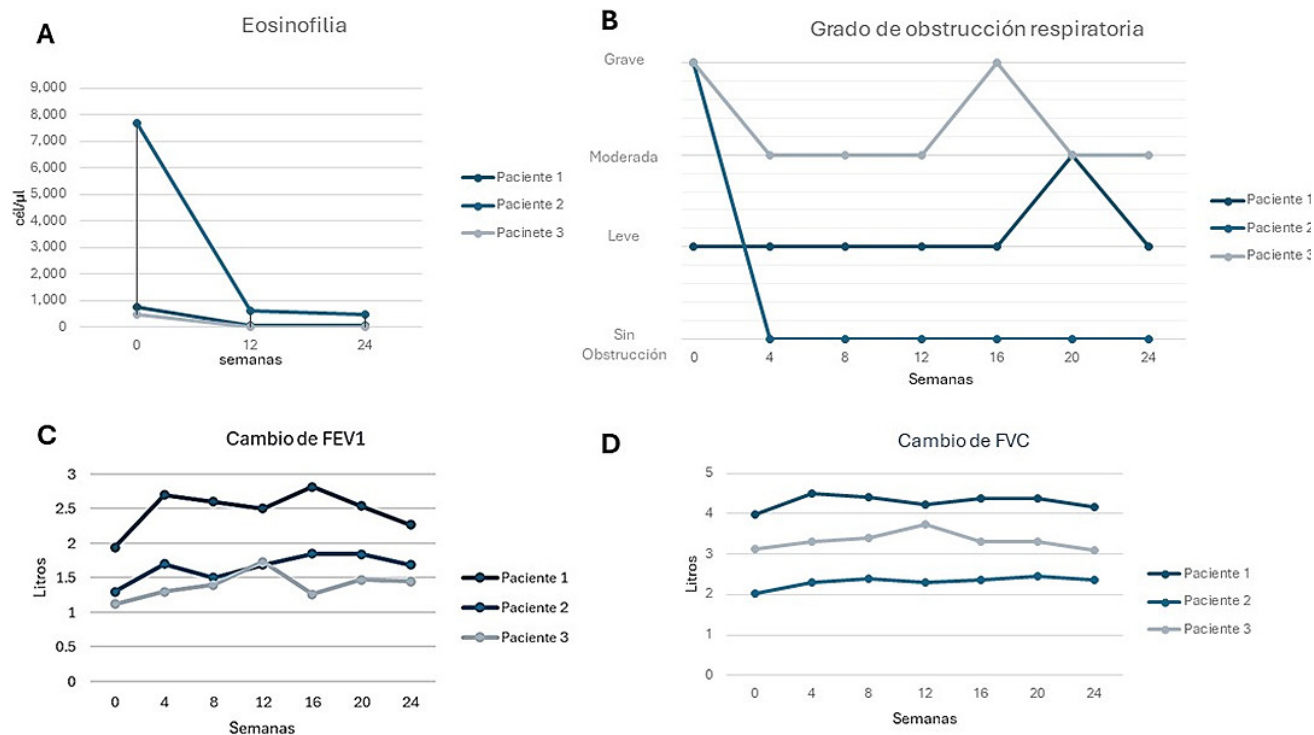 A
Eosinofilia
9,000
8,000
7,000
6,000
5,000
4,000
3,000
2,000
1,000
0
cél/µl
0 12 24
semanas
Paciente 1
Paciente 2
Pacinete 3
B
Grado de obstrucción respiratoria
Grave
Moderada
Leve
Sin
Obstrucción
0 4 8 12 16 20 24
Semanas
Paciente 1
Paciente 2
Paciente 3
C
Cambio de FEV1
3
2.5
2
1.5
1
0.5
0
Litros
0 4 8 12 16 20 24
Semanas
Paciente 1
Paciente 2
Paciente 3
D
Cambio de FVC
5
4
3
2
1
0
Litros
0 4 8 12 16 20 24
Semanas
Paciente 1
Paciente 2
Paciente 3